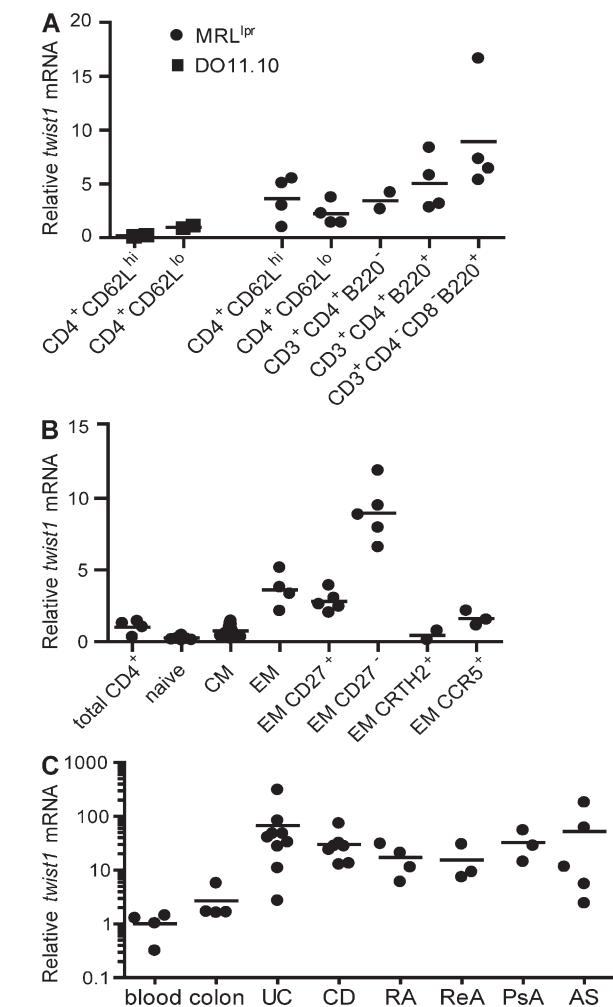 A
20
15
10
5
0
Relative twist1 mRNA
MRL^lpr
DO11.10
CD4⁺CD62L^hi
CD4⁺CD62L^lo
CD4⁺CD62L^hi
CD4⁺CD62L^lo
CD3⁺CD4⁺B220⁻
CD3⁺CD4⁺B220⁺
CD3⁺CD4⁻CD8⁻B220⁺
B
15
10
5
0
Relative twist1 mRNA
total CD4⁺
naive
CM
EM
EM CD27⁺
EM CD27⁻
EM CRTH2⁺
EM CCR5⁺
C
1000
100
10
1
0.1
Relative twist1 mRNA
blood colon UC CD RA ReA PsA AS